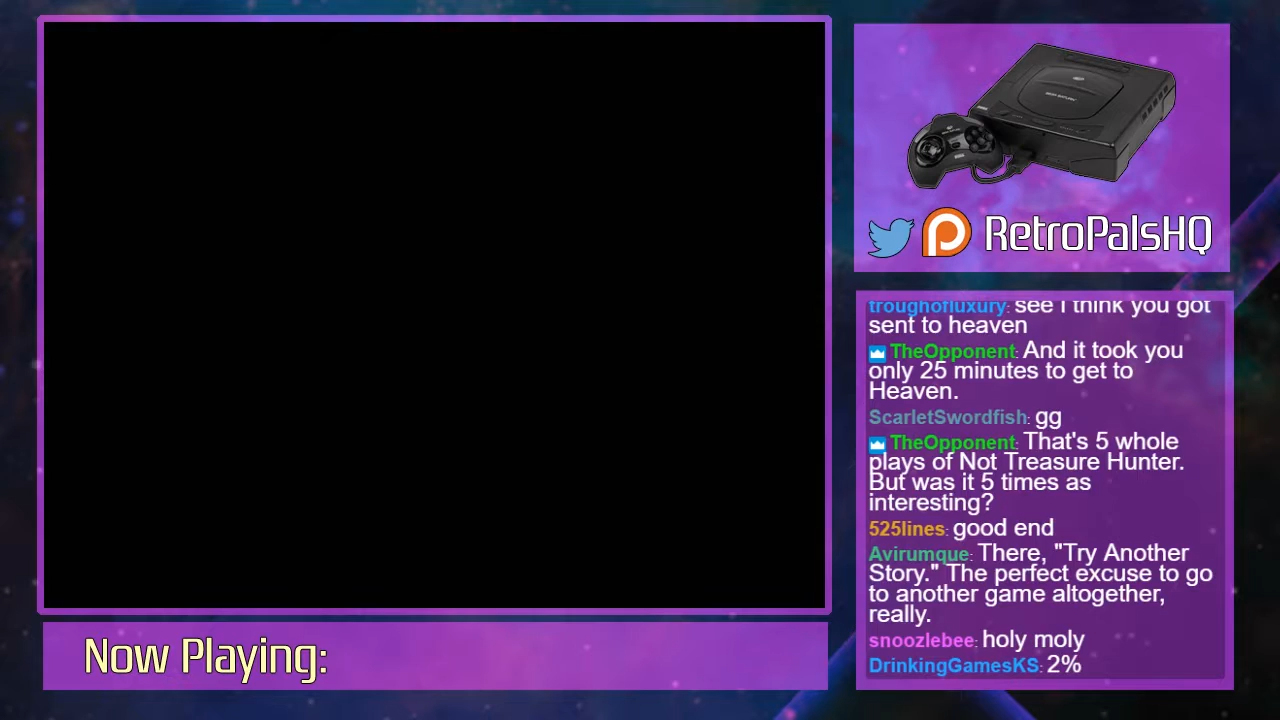 RetroPalsHQ
troughofluxury: see I think you got
sent to heaven
TheOpponent: And it took you
only 25 minutes to get to
Heaven.
ScarletSwordfish: gg
TheOpponent: That's 5 whole
plays of Not Treasure Hunter.
But was it 5 times as
interesting?
525lines: good end
Avirumque: There, "Try Another
Story." The perfect excuse to go
to another game altogether,
really.
snoozlebee: holy moly
DrinkingGamesKS: 2%
Now Playing: